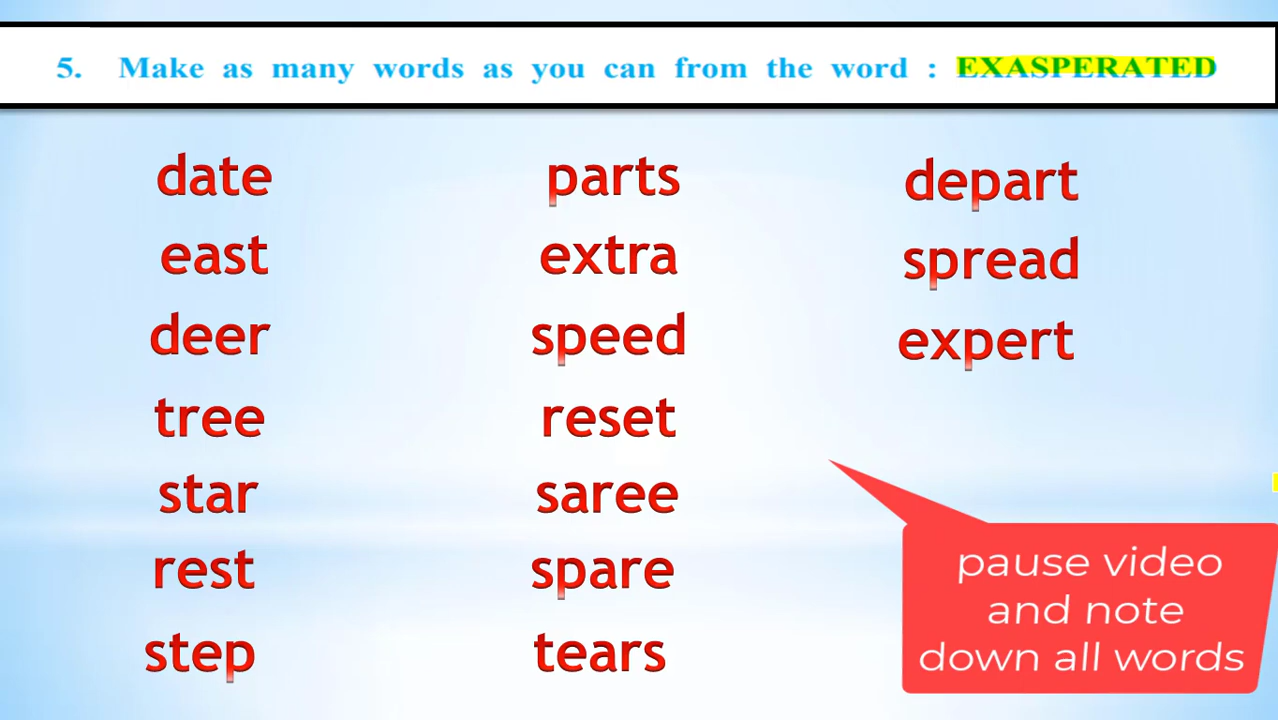 5. Make as many words as you can from the word : EXASPERATED
date
east
deer
tree
star
rest
step
parts
extra
speed
reset
saree
spare
tears
depart
spread
expert
pause video
and note
down all words